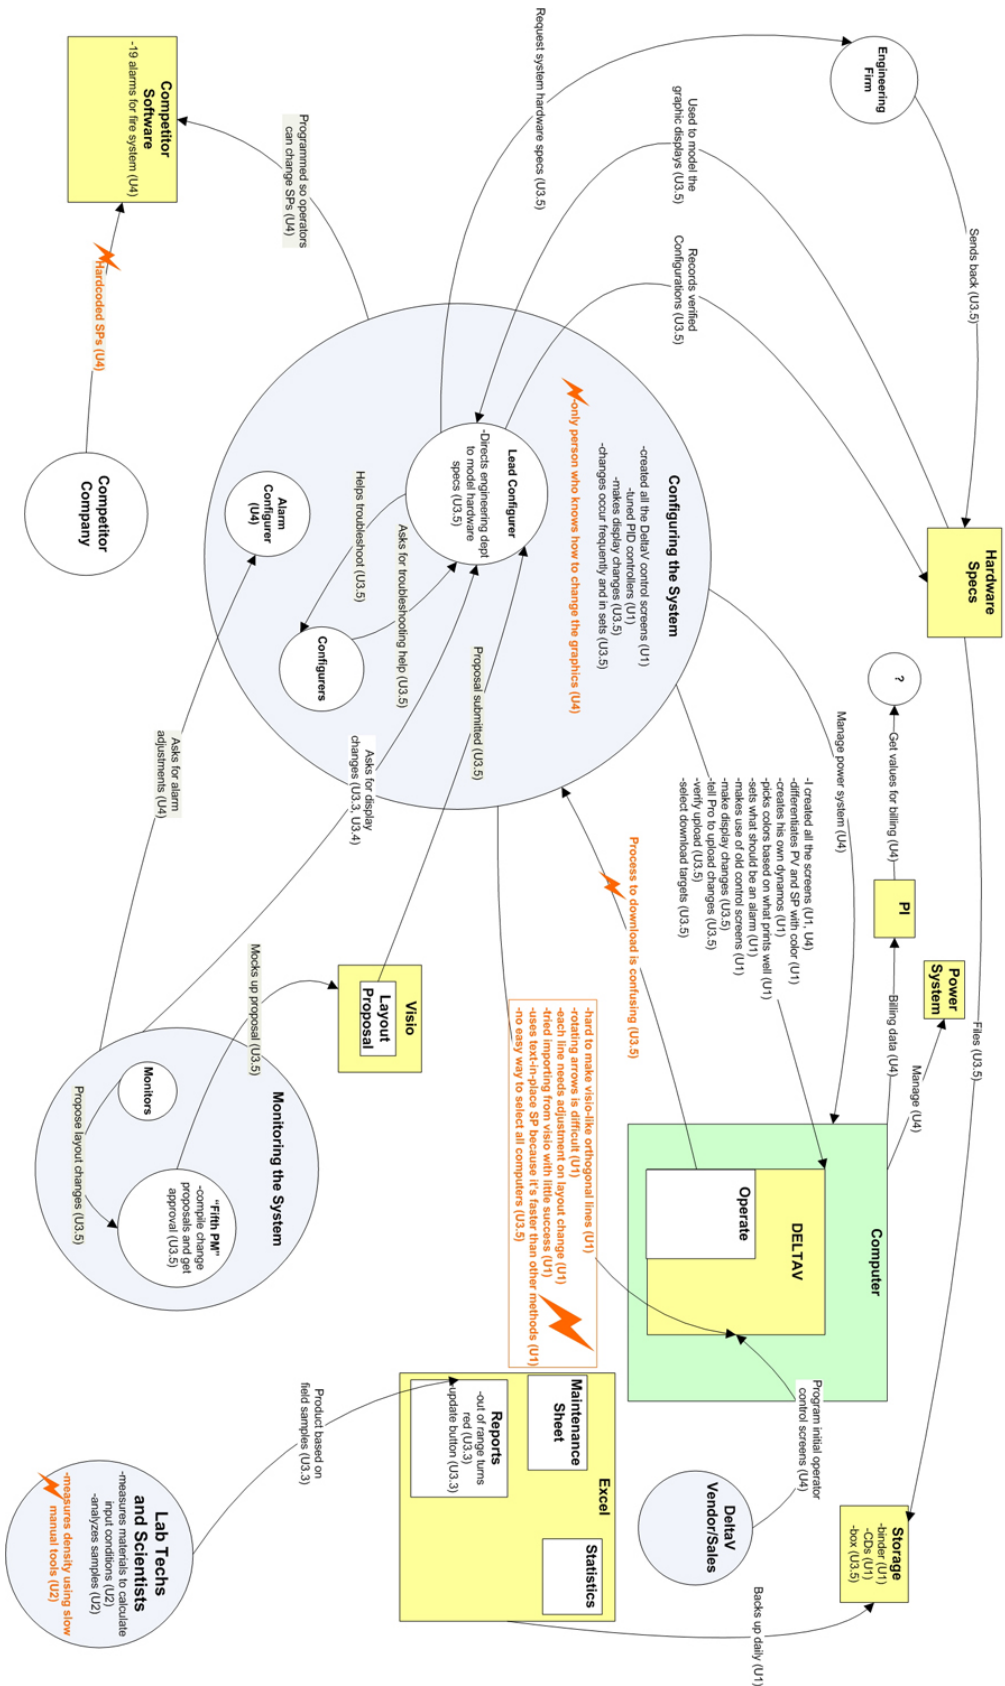 Engineering
Firm
Request system hardware specs (U3.5)
Sends back (U3.5)
Used to model the
graphic displays (U3.5)
Records verified
Configurations (U3.5)
Hardware
Specs
Competitor
Software
-19 alarms for fire system (U4)
Programmed so operators
can change SPs (U4)
Hardcoded SPs (U4)
Competitor
Company
Configuring the System
-created all the DeltaV control screens (U1)
-tuned PID controllers (U1)
-makes display changes (U3.5)
-changes occur frequently and in sets (U3.5)
-only person who knows how to change the graphics (U4)
Lead Configurer
-Directs engineering dept
to model hardware
specs (U3.5)
Helps troubleshoot (U3.5)
Asks for troubleshooting help (U3.5)
Alarm
Configurer
(U4)
Configurers
Proposal submitted (U3.5)
Asks for display
changes (U3.3, U3.4)
Asks for alarm
adjustments (U4)
?
Get values for billing (U4)
PI
Billing data (U4)
Power
System
Manage (U4)
Files (U3.5)
Manage power system (U4)
-I created all the screens (U1, U4)
-differentiates PV and SP with color (U1)
-creates his own dynamos (U1)
-picks colors based on what prints well (U1)
-sets what should be an alarm (U1)
-makes use of old control screens (U1)
-make display changes (U3.5)
-tell Pro to upload changes (U3.5)
-verify upload (U3.5)
-select download targets (U3.5)
Process to download is confusing (U3.5)
-hard to make visio-like orthogonal lines (U1)
-rotating arrows is difficult (U1)
-each line needs adjustment on layout change (U1)
-tried importing from visio with little success (U1)
-uses text-in-place SP because it's faster than other methods (U1)
-no easy way to select all computers (U3.5)
Computer
DELTAV
Operate
Visio
Layout
Proposal
Mocks up proposal (U3.5)
Monitoring the System
Monitors
"Fifth PM"
-compile change
proposals and get
approval (U3.5)
Propose layout changes (U3.5)
Program initial operator
control screens (U4)
DeltaV
Vendor/Sales
Storage
-binder (U1)
-CDs (U1)
-box (U3.5)
Backs up daily (U1)
Excel
Maintenance
Sheet
Statistics
Reports
-out of range turns
red (U3.3)
-update button (U3.3)
Product based on
field samples (U3.3)
Lab Techs
and Scientists
-measures materials to calculate
input conditions (U2)
-analyzes samples (U2)
-measures density using slow
manual tools (U2)